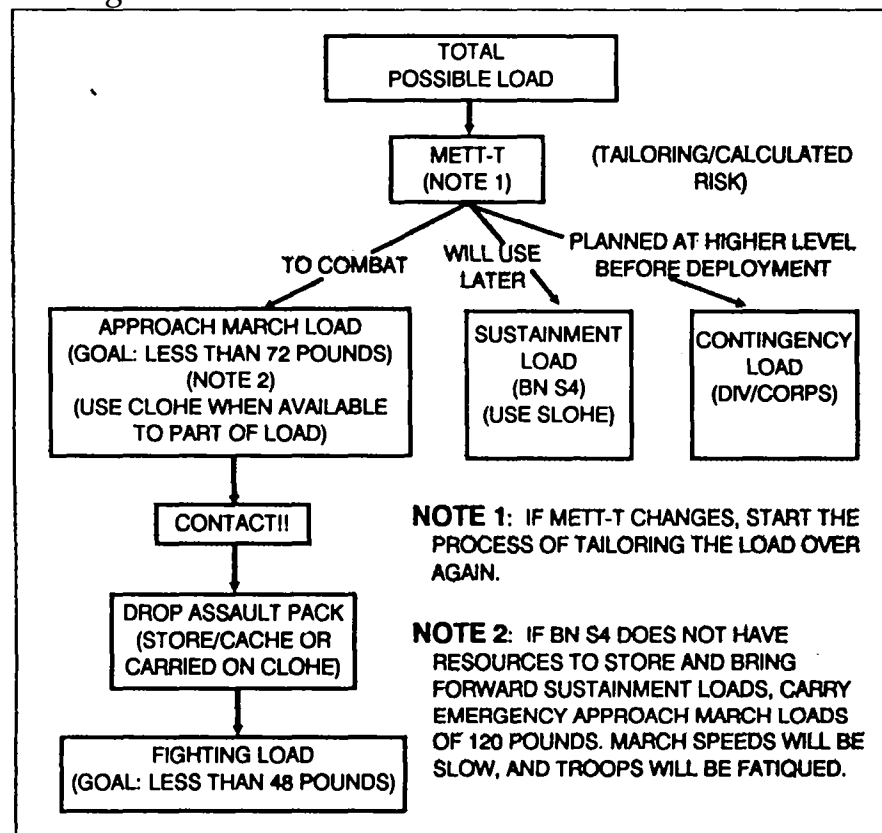 TOTAL
POSSIBLE LOAD
METT-T
(NOTE 1)
(TAILORING/CALCULATED
RISK)
TO COMBAT
WILL USE
LATER
PLANNED AT HIGHER LEVEL
BEFORE DEPLOYMENT
APPROACH MARCH LOAD
(GOAL: LESS THAN 72 POUNDS)
(NOTE 2)
(USE CLOHE WHEN AVAILABLE
TO PART OF LOAD)
SUSTAINMENT
LOAD
(BN S4)
(USE SLOHE)
CONTINGENCY
LOAD
(DIV/CORPS)
CONTACT!!
DROP ASSAULT PACK
(STORE/CACHE OR
CARRIED ON CLOHE)
FIGHTING LOAD
(GOAL: LESS THAN 48 POUNDS)
NOTE 1: IF METT-T CHANGES, START THE
PROCESS OF TAILORING THE LOAD OVER
AGAIN.
NOTE 2: IF BN S4 DOES NOT HAVE
RESOURCES TO STORE AND BRING
FORWARD SUSTAINMENT LOADS, CARRY
EMERGENCY APPROACH MARCH LOADS
OF 120 POUNDS. MARCH SPEEDS WILL BE
SLOW, AND TROOPS WILL BE FATIQUED.